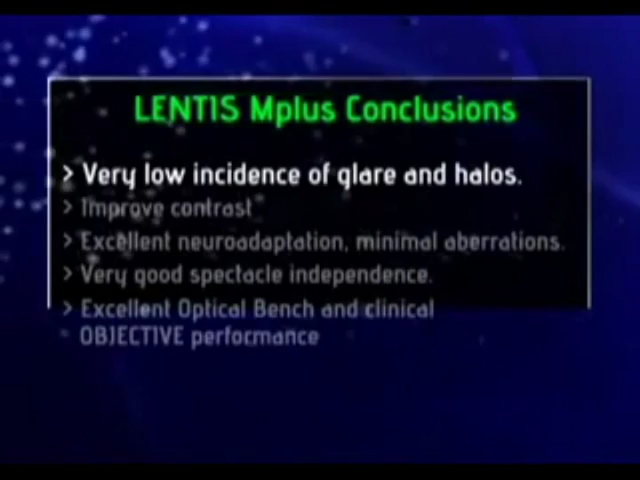 LENTIS Mplus Conclusions
> Very low incidence of glare and halos.
> Improve contrast
> Excellent neuroadaptation, minimal aberrations.
> Very good spectacle independence.
> Excellent Optical Bench and clinical
OBJECTIVE performance